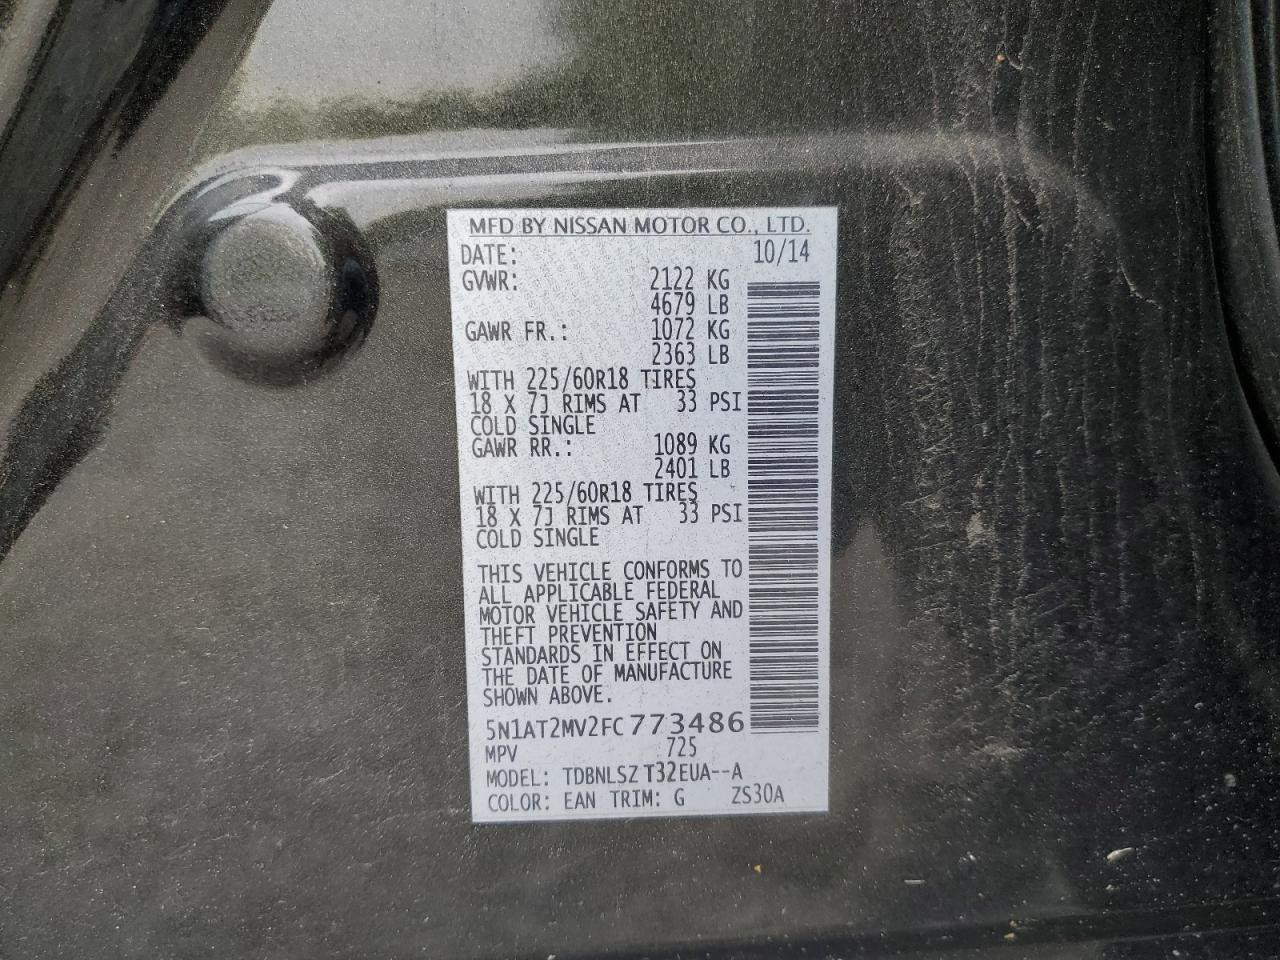 MFD BY NISSAN MOTOR CO., LTD.
DATE: 10/14
GVWR: 2122 KG
4679 LB
GAWR FR.: 1072 KG
2363 LB
WITH 225/60R18 TIRES
18 X 7J RIMS AT 33 PSI
COLD SINGLE
GAWR RR.: 1089 KG
2401 LB
WITH 225/60R18 TIRES
18 X 7J RIMS AT 33 PSI
COLD SINGLE
THIS VEHICLE CONFORMS TO
ALL APPLICABLE FEDERAL
MOTOR VEHICLE SAFETY AND
THEFT PREVENTION
STANDARDS IN EFFECT ON
THE DATE OF MANUFACTURE
SHOWN ABOVE.
5N1AT2MV2FC773486
MPV 725
MODEL: TDBNLSZ T32EUA--A
COLOR: EAN TRIM: G ZS30A